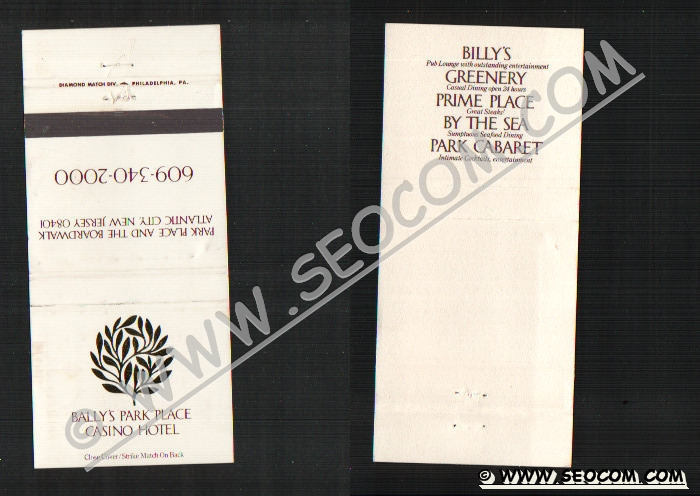 DIAMOND MATCH DIV. PHILADELPHIA, PA.
609-340-2000
PARK PLACE AND THE BOARDWALK
ATLANTIC CITY, NEW JERSEY 08401
BALLY'S PARK PLACE
CASINO HOTEL
Close Cover / Strike Match On Back
BILLY'S
Pub Lounge with outstanding entertainment
GREENERY
Casual Dining open 24 hours
PRIME PLACE
Great Steaks!
BY THE SEA
Sumptuous Seafood Dining
PARK CABARET
Intimate Cocktails, entertainment
© WWW.SEOCOM.COM
© WWW.SEOCOM.COM